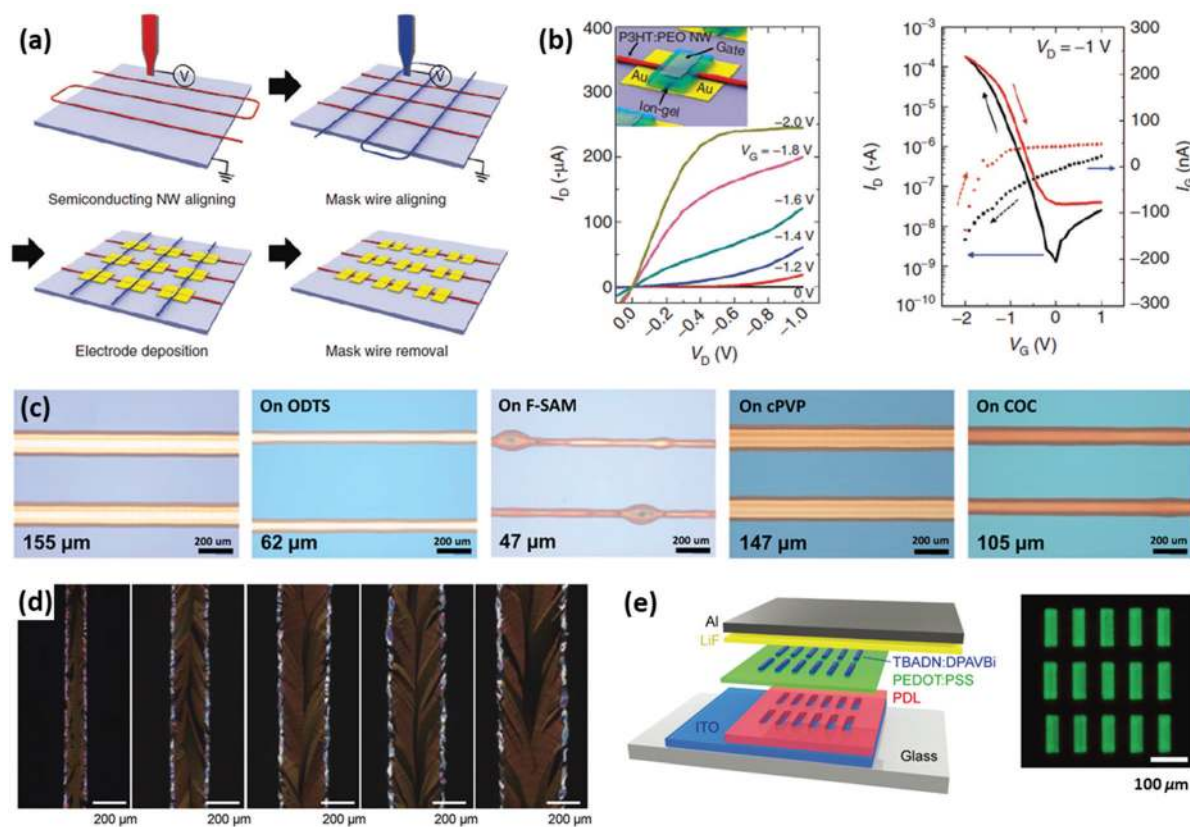 (a)
V
V
Semiconducting NW aligning
Mask wire aligning
Electrode deposition
Mask wire removal
(b)
400
300
200
100
0
I_D (-µA)
P3HT:PEO NW
Gate
Au
Au
Ion-gel
−2.0 V
V_G = −1.8 V
−1.6
−1.4
−1.2 V
0 V
0.0
−0.2
−0.4
−0.6
−0.8
−1.0
V_D (V)
10⁻³
10⁻⁴
10⁻⁵
10⁻⁶
10⁻⁷
10⁻⁸
10⁻⁹
10⁻¹⁰
I_D (-A)
V_D = −1 V
300
200
100
0
−100
−200
−300
I_G (nA)
−2
−1
0
1
V_G (V)
(c)
155 µm
200 um
On ODTS
62 µm
200 um
On F-SAM
47 µm
200 um
On cPVP
147 µm
200 um
On COC
105 µm
200 um
(d)
200 µm
200 µm
200 µm
200 µm
200 µm
(e)
Al
LiF
TBADN:DPAVBi
PEDOT:PSS
PDL
ITO
Glass
100 µm